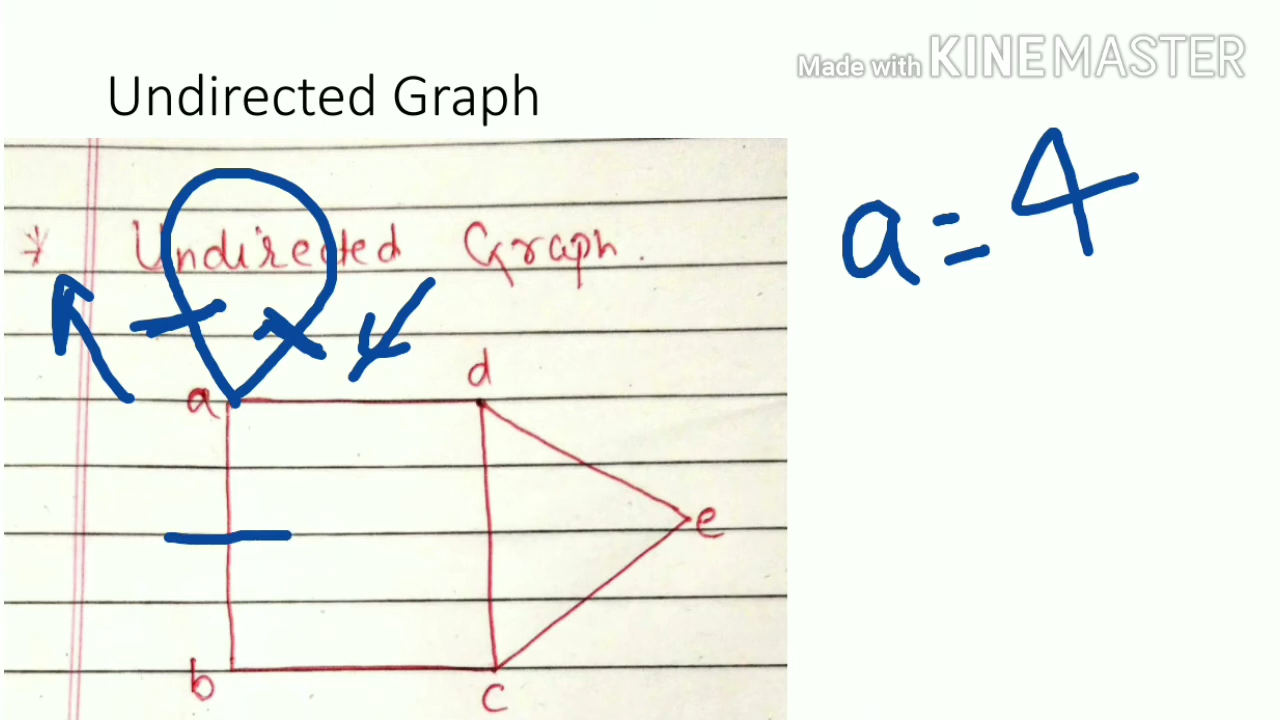 Made with KINEMASTER
Undirected Graph
a=4
* Undirected Graph.
a
d
e
b
c